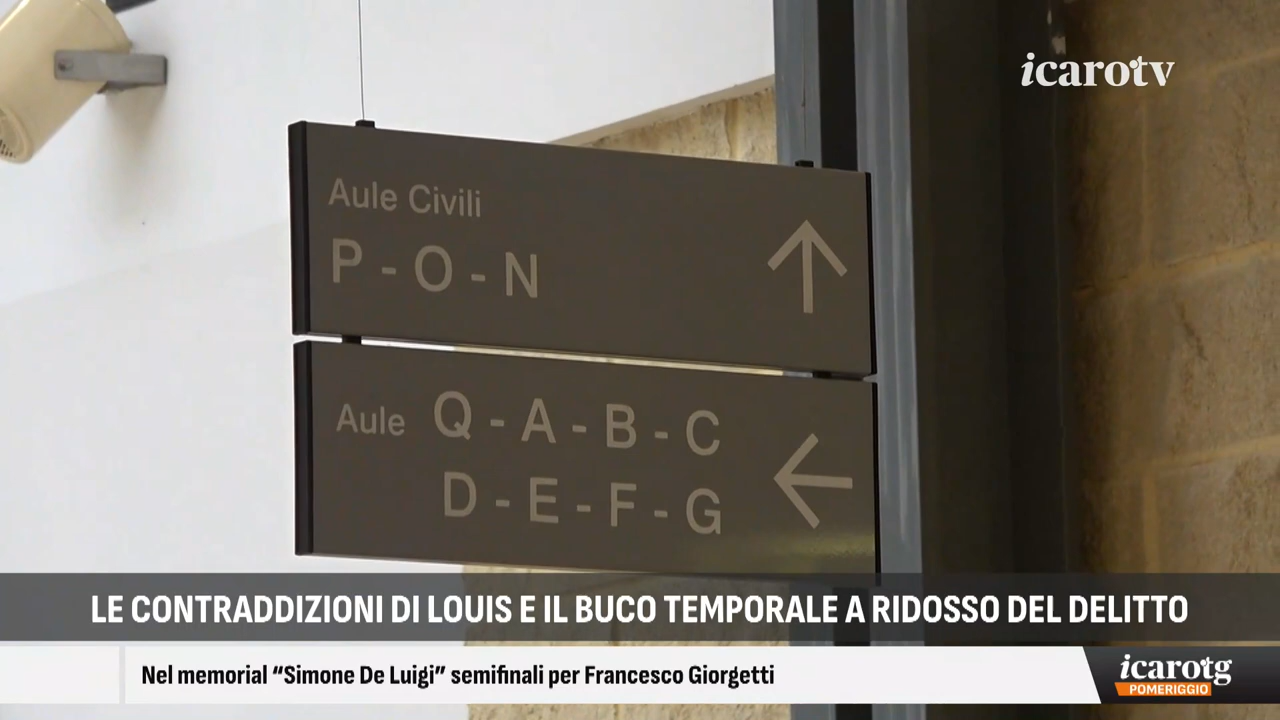 icarotv
Aule Civili
P - O - N
Aule Q - A - B - C
D - E - F - G
LE CONTRADDIZIONI DI LOUIS E IL BUCO TEMPORALE A RIDOSSO DEL DELITTO
Nel memorial “Simone De Luigi” semifinali per Francesco Giorgetti
icarotg
POMERIGGIO